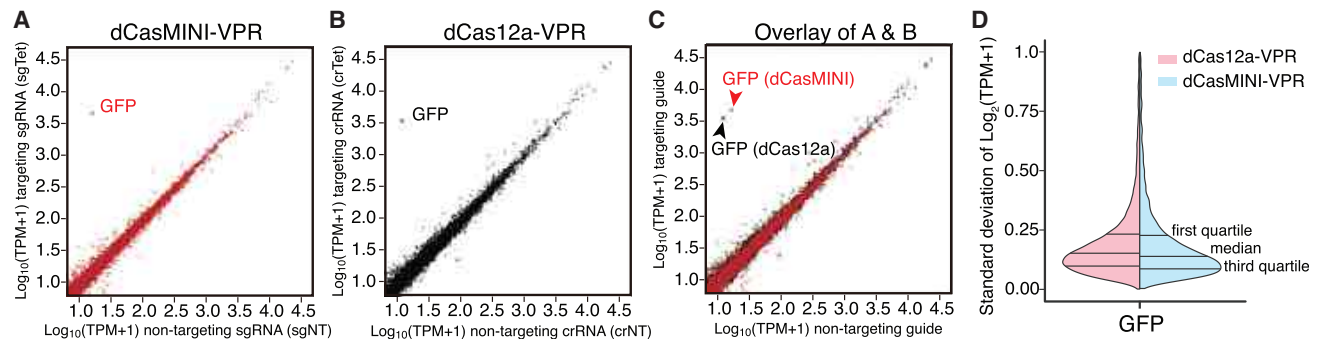 A
dCasMINI-VPR
Log10(TPM+1) targeting sgRNA (sgTet)
4.5
4.0
3.5
3.0
2.5
2.0
1.5
1.0
GFP
1.0 1.5 2.0 2.5 3.0 3.5 4.0 4.5
Log10(TPM+1) non-targeting sgRNA (sgNT)
B
dCas12a-VPR
Log10(TPM+1) targeting crRNA (crTet)
4.5
4.0
3.5
3.0
2.5
2.0
1.5
1.0
GFP
1.0 1.5 2.0 2.5 3.0 3.5 4.0 4.5
Log10(TPM+1) non-targeting crRNA (crNT)
C
Overlay of A & B
Log10(TPM+1) targeting guide
4.5
4.0
3.5
3.0
2.5
2.0
1.5
1.0
GFP (dCasMINI)
GFP (dCas12a)
1.0 1.5 2.0 2.5 3.0 3.5 4.0 4.5
Log10(TPM+1) non-targeting guide
D
Standard deviation of Log2(TPM+1)
1.0
0.75
0.50
0.25
0.00
dCas12a-VPR
dCasMINI-VPR
first quartile
median
third quartile
GFP